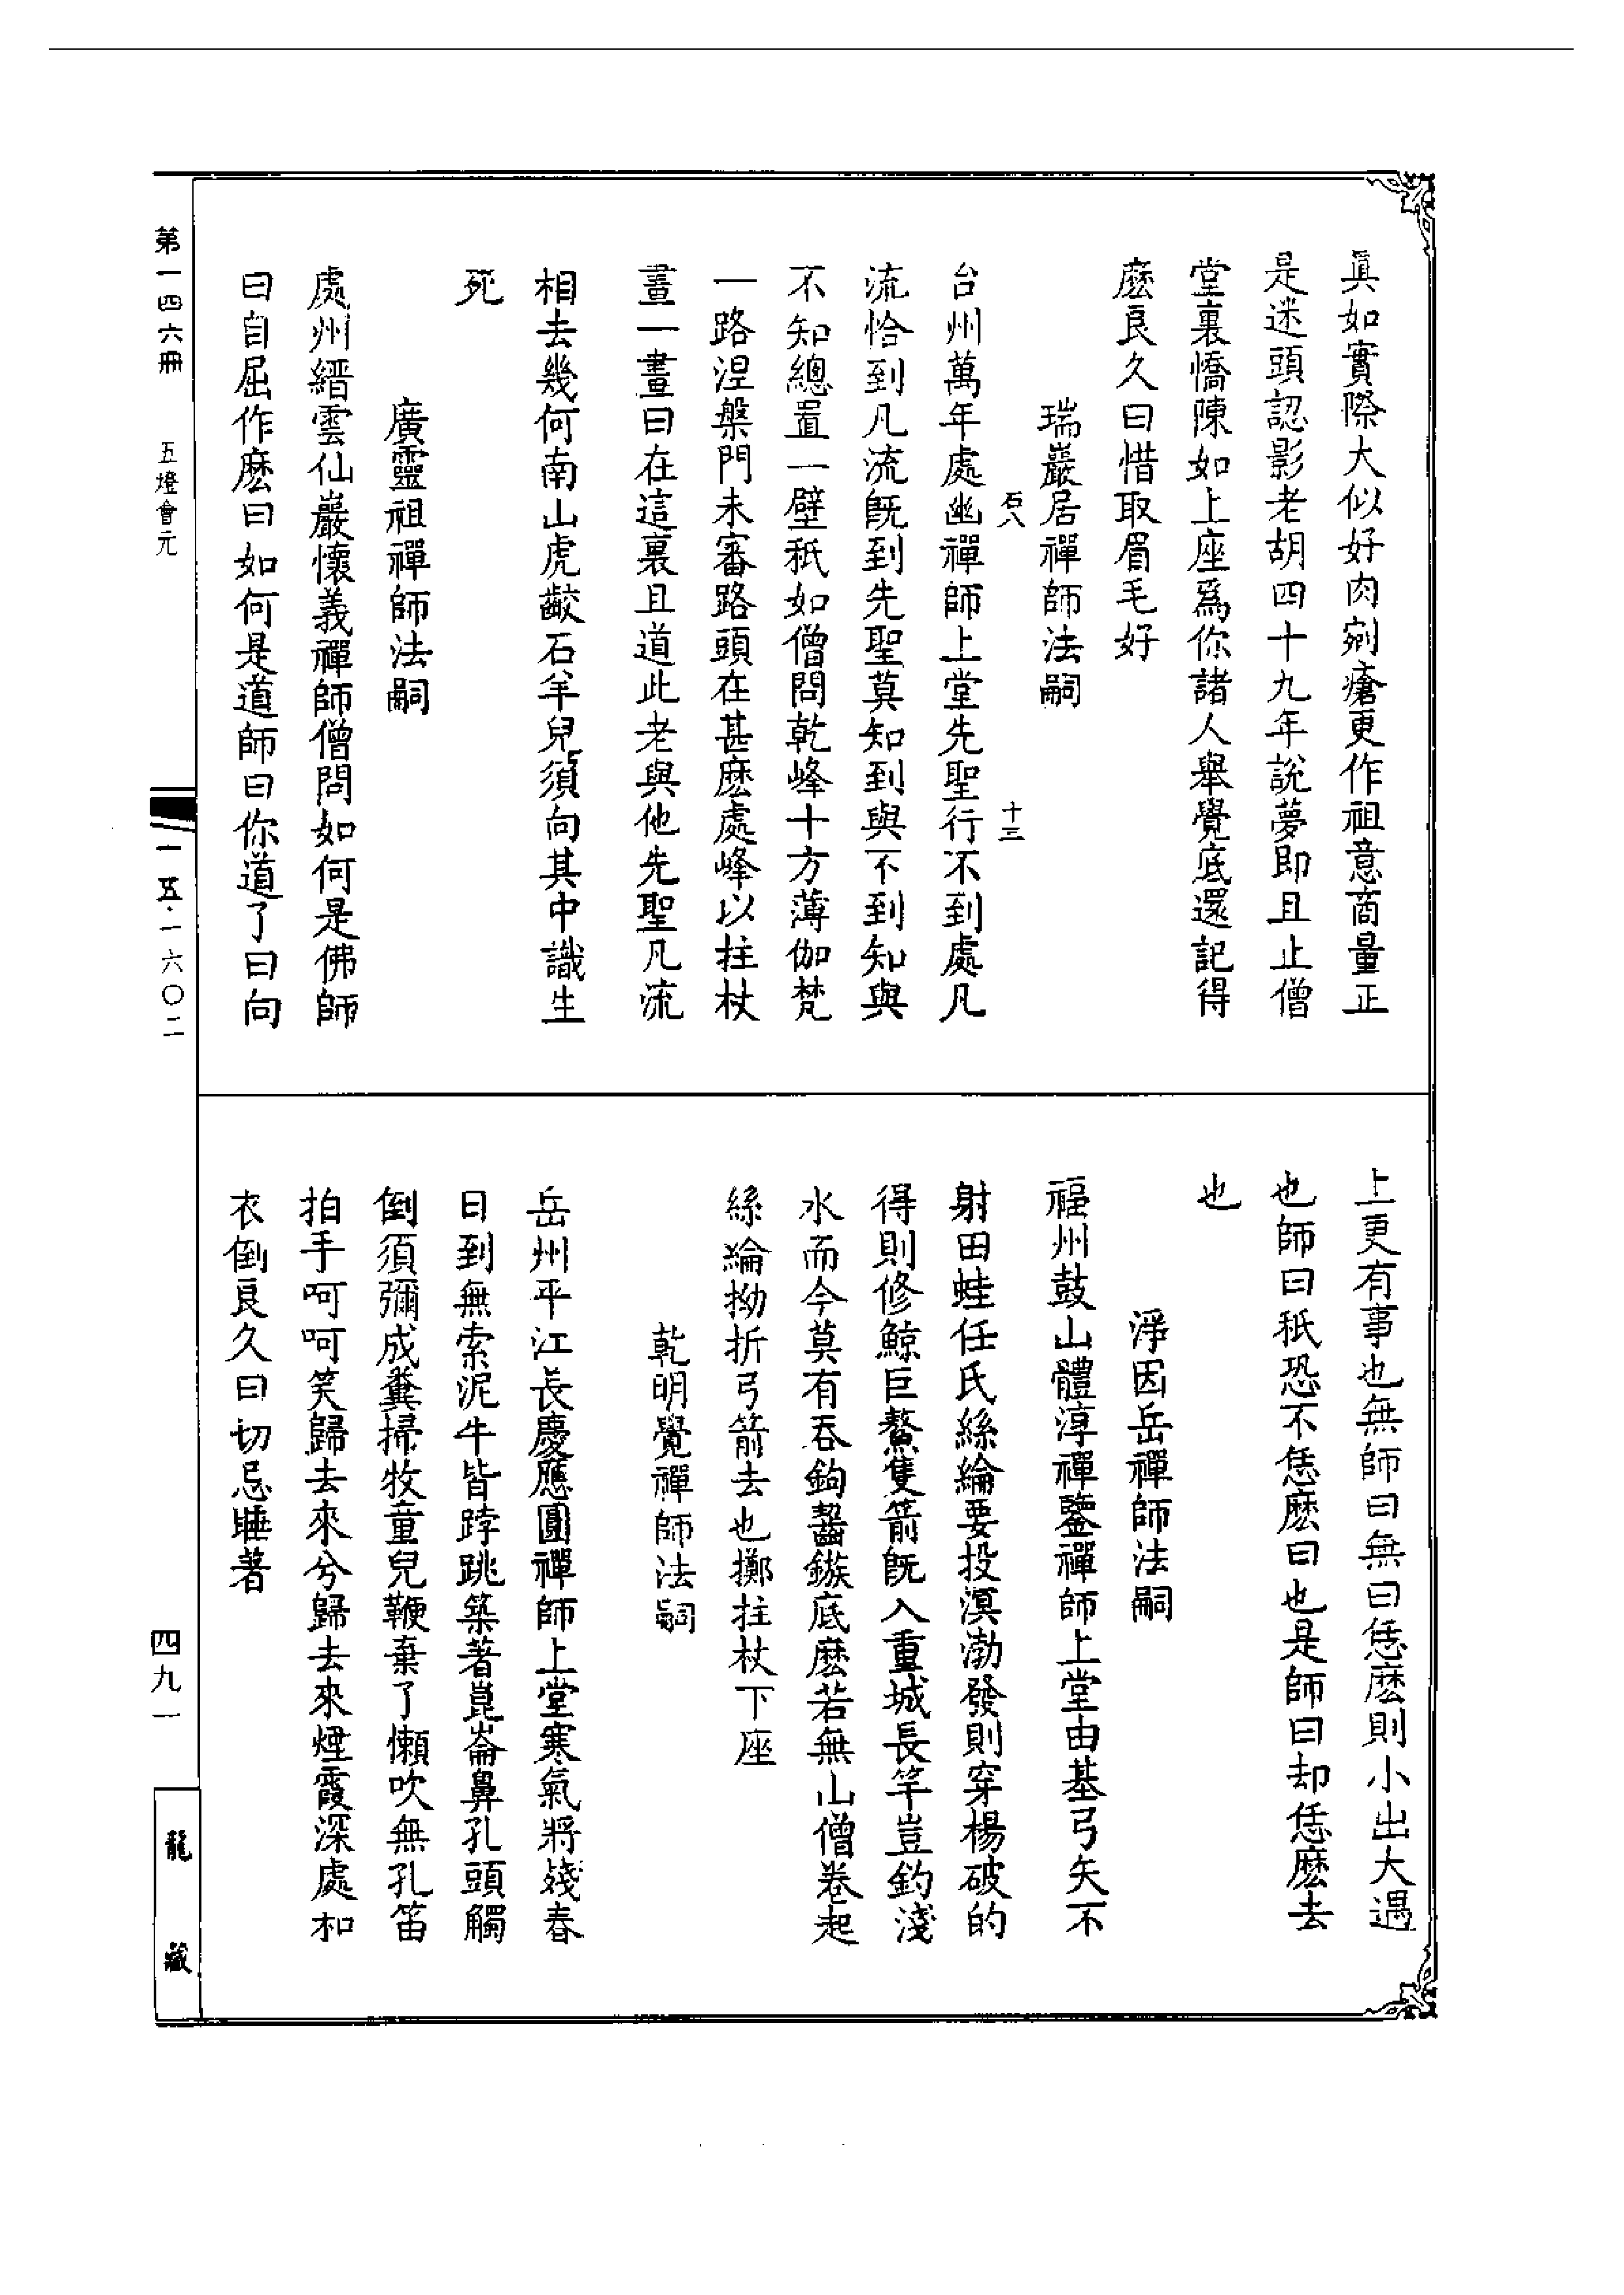 眞如實際大似好肉剜瘡更作祖意商量正
是迷頭認影老胡四十九年說夢即且止僧
堂裏憍陳如上座爲你諸人舉覺底還記得
麽良久曰惜取眉毛好
瑞巖居禪師法嗣
石八
十三
台州萬年處幽禪師上堂先聖行不到處凡
流恰到凡流旣到先聖莫知到與不到知與
不知總置一壁秖如僧問乾峰十方薄伽梵
一路涅槃門未審路頭在甚麽處峰以拄杖
畫一畫曰在這裏且道此老與他先聖凡流
相去幾何南山虎齩石羊兒須向其中識生
死
廣靈祖禪師法嗣
處州縉雲仙巖懷義禪師僧問如何是佛師
曰自屈作麽曰如何是道師曰你道了曰向
上更有事也無師曰無曰恁麽則小出大遇
也師曰秖恐不恁麽曰也是師曰却恁麽去
也
淨因岳禪師法嗣
福州鼓山體淳禪鑒禪師上堂由基弓矢不
射田蛙任氏絲綸要投溟渤發則穿楊破的
得則修鯨巨鼇隻箭旣入重城長竿豈釣淺
水而今莫有吞鉤齧鏃底麽若無山僧卷起
絲綸拗折弓箭去也擲拄杖下座
乾明覺禪師法嗣
岳州平江長慶應圓禪師上堂寒氣將殘春
日到無索泥牛皆𨁝跳築著崑崙鼻孔頭觸
倒須彌成糞掃牧童兒鞭棄了懶吹無孔笛
拍手呵呵笑歸去來兮歸去來煙霞深處和
衣倒良久曰切忌睡著
第一四六冊
五燈會元
一五·一六〇二
四九一
龍藏